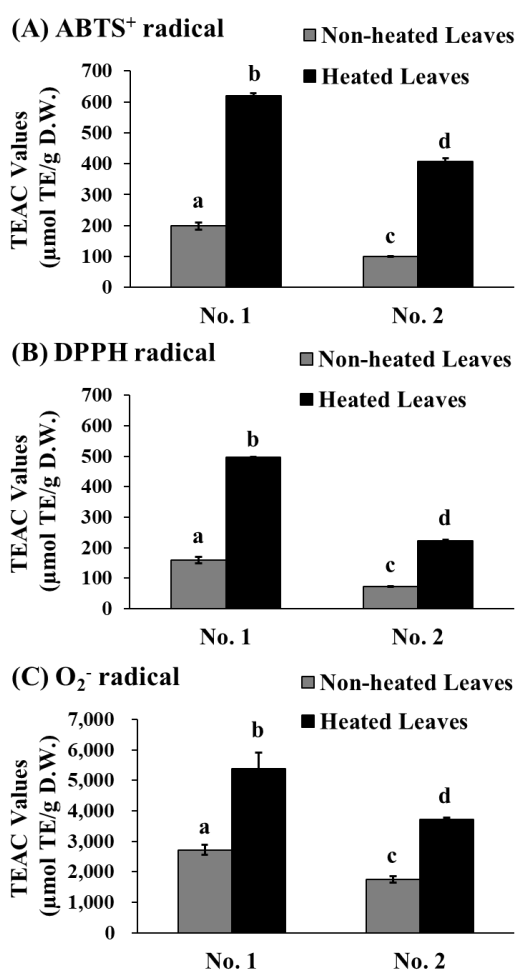 (A) ABTS⁺ radical
Non-heated Leaves
Heated Leaves
TEAC Values
(μmol TE/g D.W.)
700
600
500
400
300
200
100
0
a
b
c
d
No. 1
No. 2
(B) DPPH radical
Non-heated Leaves
Heated Leaves
TEAC Values
(μmol TE/g D.W.)
700
600
500
400
300
200
100
0
a
b
c
d
No. 1
No. 2
(C) O₂⁻ radical
Non-heated Leaves
Heated Leaves
TEAC Values
(μmol TE/g D.W.)
7,000
6,000
5,000
4,000
3,000
2,000
1,000
0
a
b
c
d
No. 1
No. 2